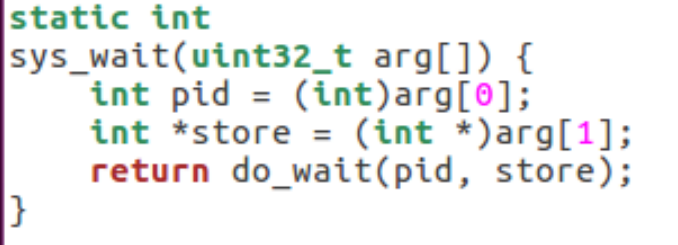 static int
sys_wait(uint32_t arg[]) {
    int pid = (int)arg[0];
    int *store = (int *)arg[1];
    return do_wait(pid, store);
}